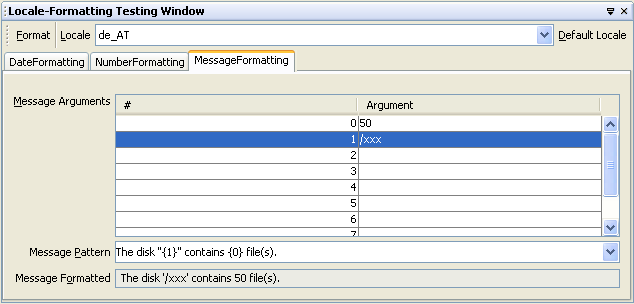 Locale-Formatting Testing Window
Format Locale de_AT Default Locale
DateFormatting NumberFormatting MessageFormatting
Message Arguments # Argument
0 50
1 /xxx
2
3
4
5
6
7
Message Pattern The disk "{1}" contains {0} file(s).
Message Formatted The disk '/xxx' contains 50 file(s).